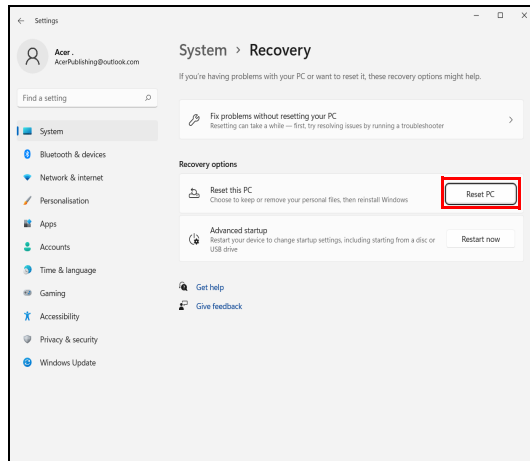 Settings
Acer .
AcerPublishing@outlook.com
Find a setting
System
Bluetooth & devices
Network & internet
Personalisation
Apps
Accounts
Time & language
Gaming
Accessibility
Privacy & security
Windows Update
System > Recovery
If you're having problems with your PC or want to reset it, these recovery options might help.
Fix problems without resetting your PC
Resetting can take a while — first, try resolving issues by running a troubleshooter
Recovery options
Reset this PC
Choose to keep or remove your personal files, then reinstall Windows
Reset PC
Advanced startup
Restart your device to change startup settings, including starting from a disc or
USB drive
Restart now
Get help
Give feedback